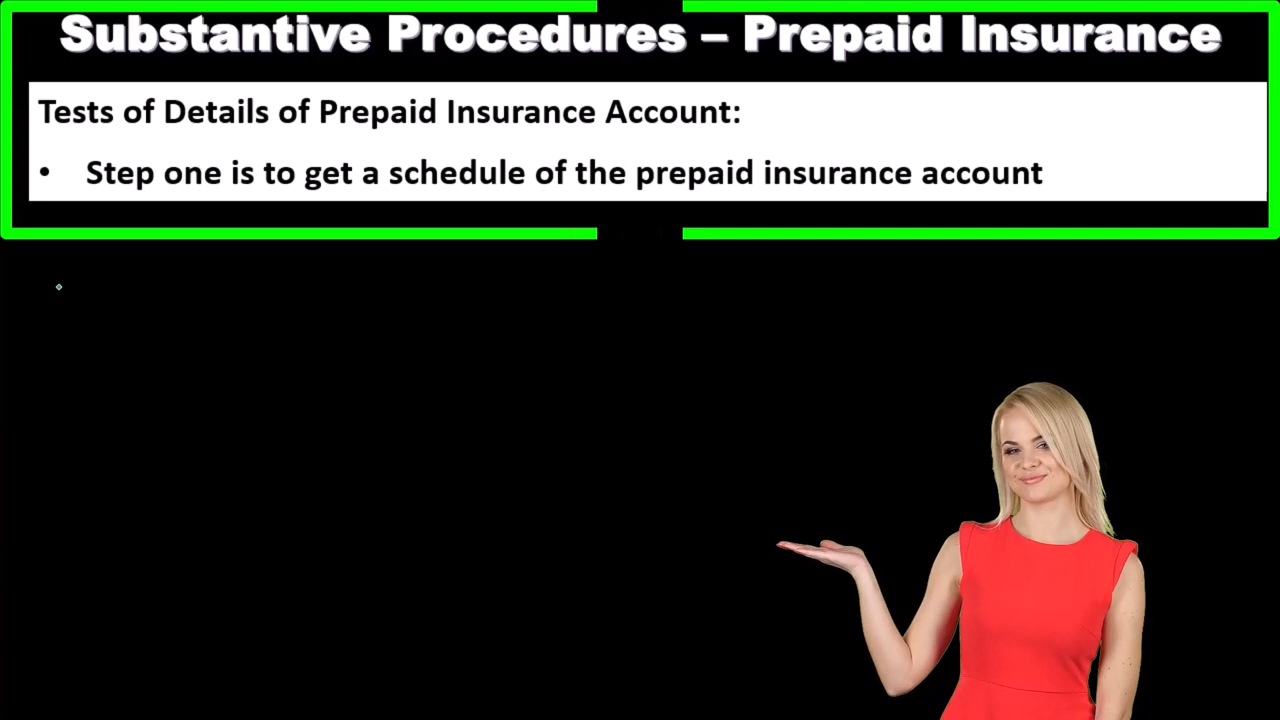 Substantive Procedures – Prepaid Insurance
Tests of Details of Prepaid Insurance Account:
• Step one is to get a schedule of the prepaid insurance account